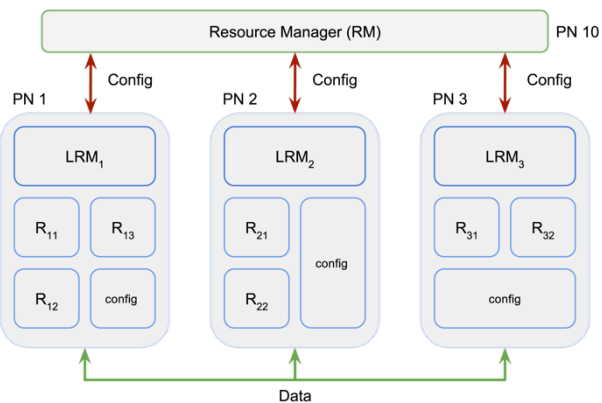 Resource Manager (RM)
PN 10
Config
Config
Config
PN 1
PN 2
PN 3
LRM₁
LRM₂
LRM₃
R₁₁
R₁₃
R₂₁
config
R₃₁
R₃₂
R₁₂
config
R₂₂
config
Data